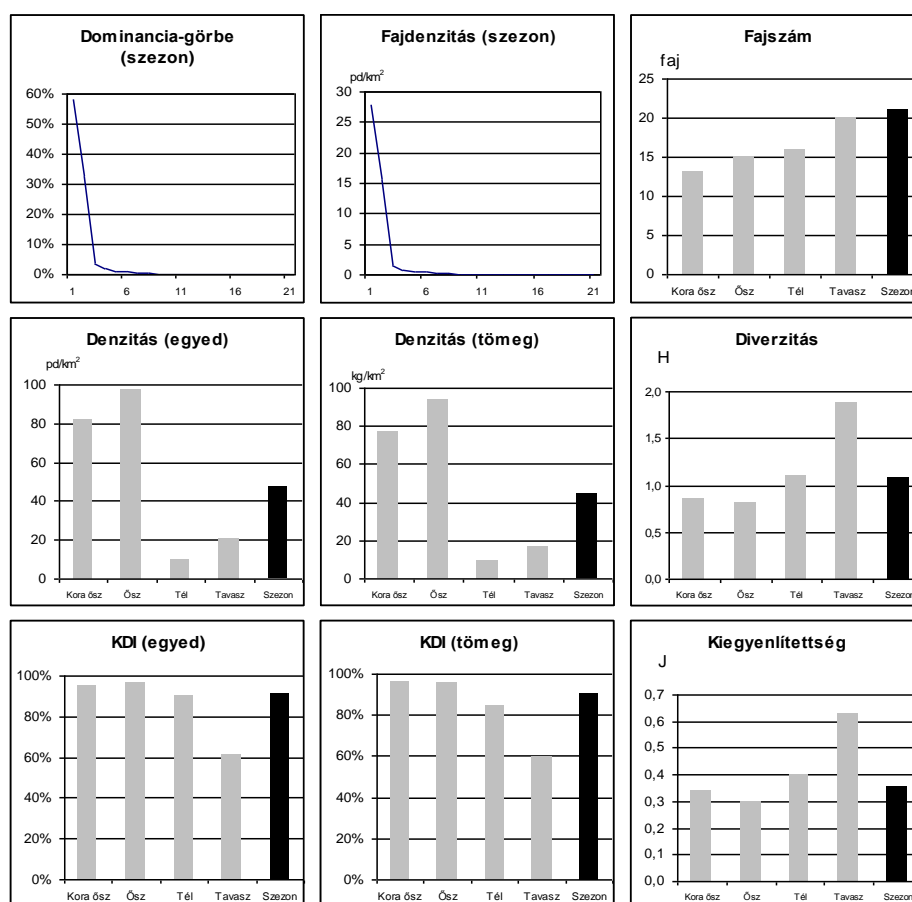 Dominancia-görbe
(szezon)
60%
50%
40%
30%
20%
10%
0%
1 6 11 16 21
Fajdenzitás (szezon)
pd/km²
30
25
20
15
10
5
0
1 6 11 16 21
Fajszám
faj
25
20
15
10
5
0
Kora ősz Ősz Tél Tavasz Szezon
Denzitás (egyed)
pd/km²
100
80
60
40
20
0
Kora ősz Ősz Tél Tavasz Szezon
Denzitás (tömeg)
kg/km²
100
80
60
40
20
0
Kora ősz Ősz Tél Tavasz Szezon
Diverzitás
H
2,0
1,5
1,0
0,5
0,0
Kora ősz Ősz Tél Tavasz Szezon
KDI (egyed)
100%
80%
60%
40%
20%
0%
Kora ősz Ősz Tél Tavasz Szezon
KDI (tömeg)
100%
80%
60%
40%
20%
0%
Kora ősz Ősz Tél Tavasz Szezon
Kiegyenlítettség
J
0,7
0,6
0,5
0,4
0,3
0,2
0,1
0,0
Kora ősz Ősz Tél Tavasz Szezon